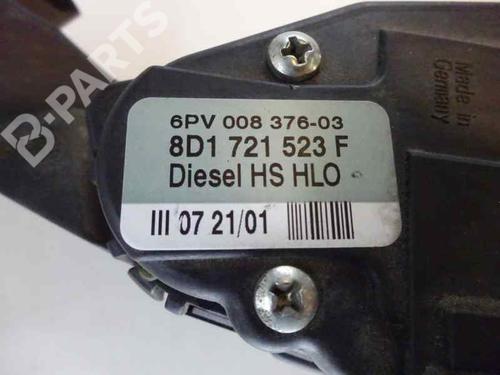 B-PARTS
Made in
Germany
6PV 008 376-03
8D1 721 523 F
Diesel HS HLO
III 07 21/01